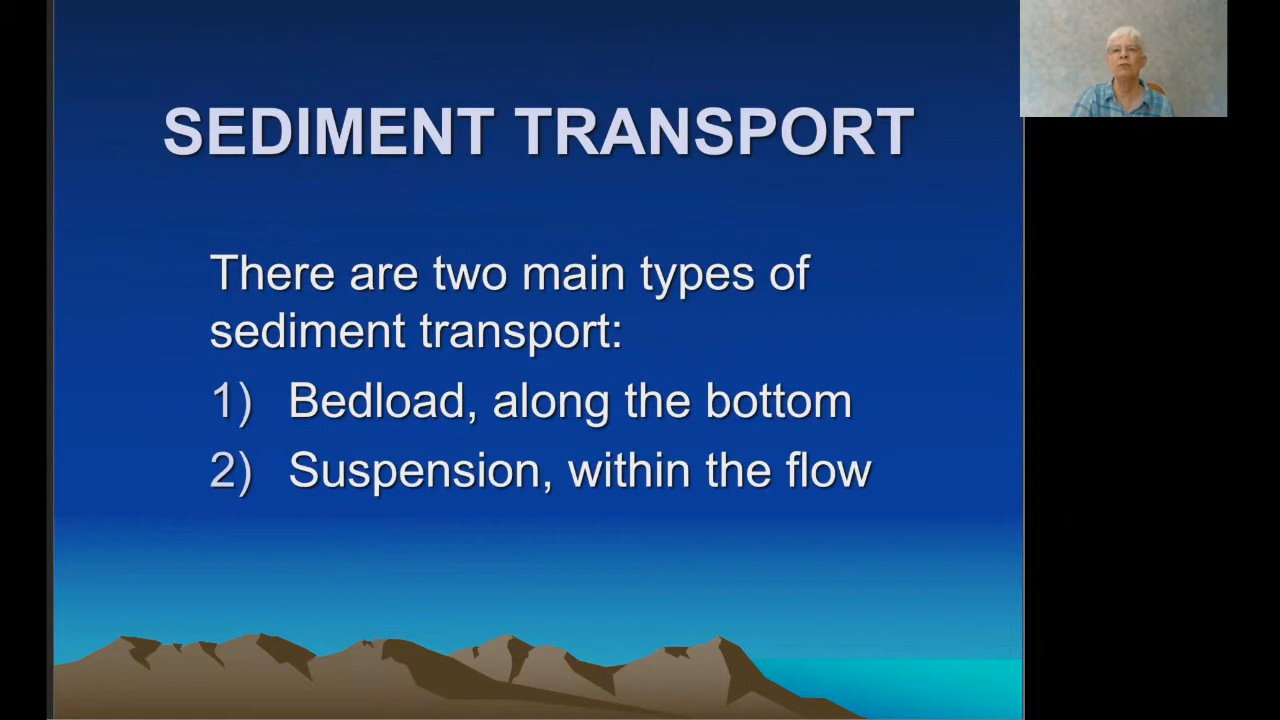 SEDIMENT TRANSPORT
There are two main types of
sediment transport:
1) Bedload, along the bottom
2) Suspension, within the flow